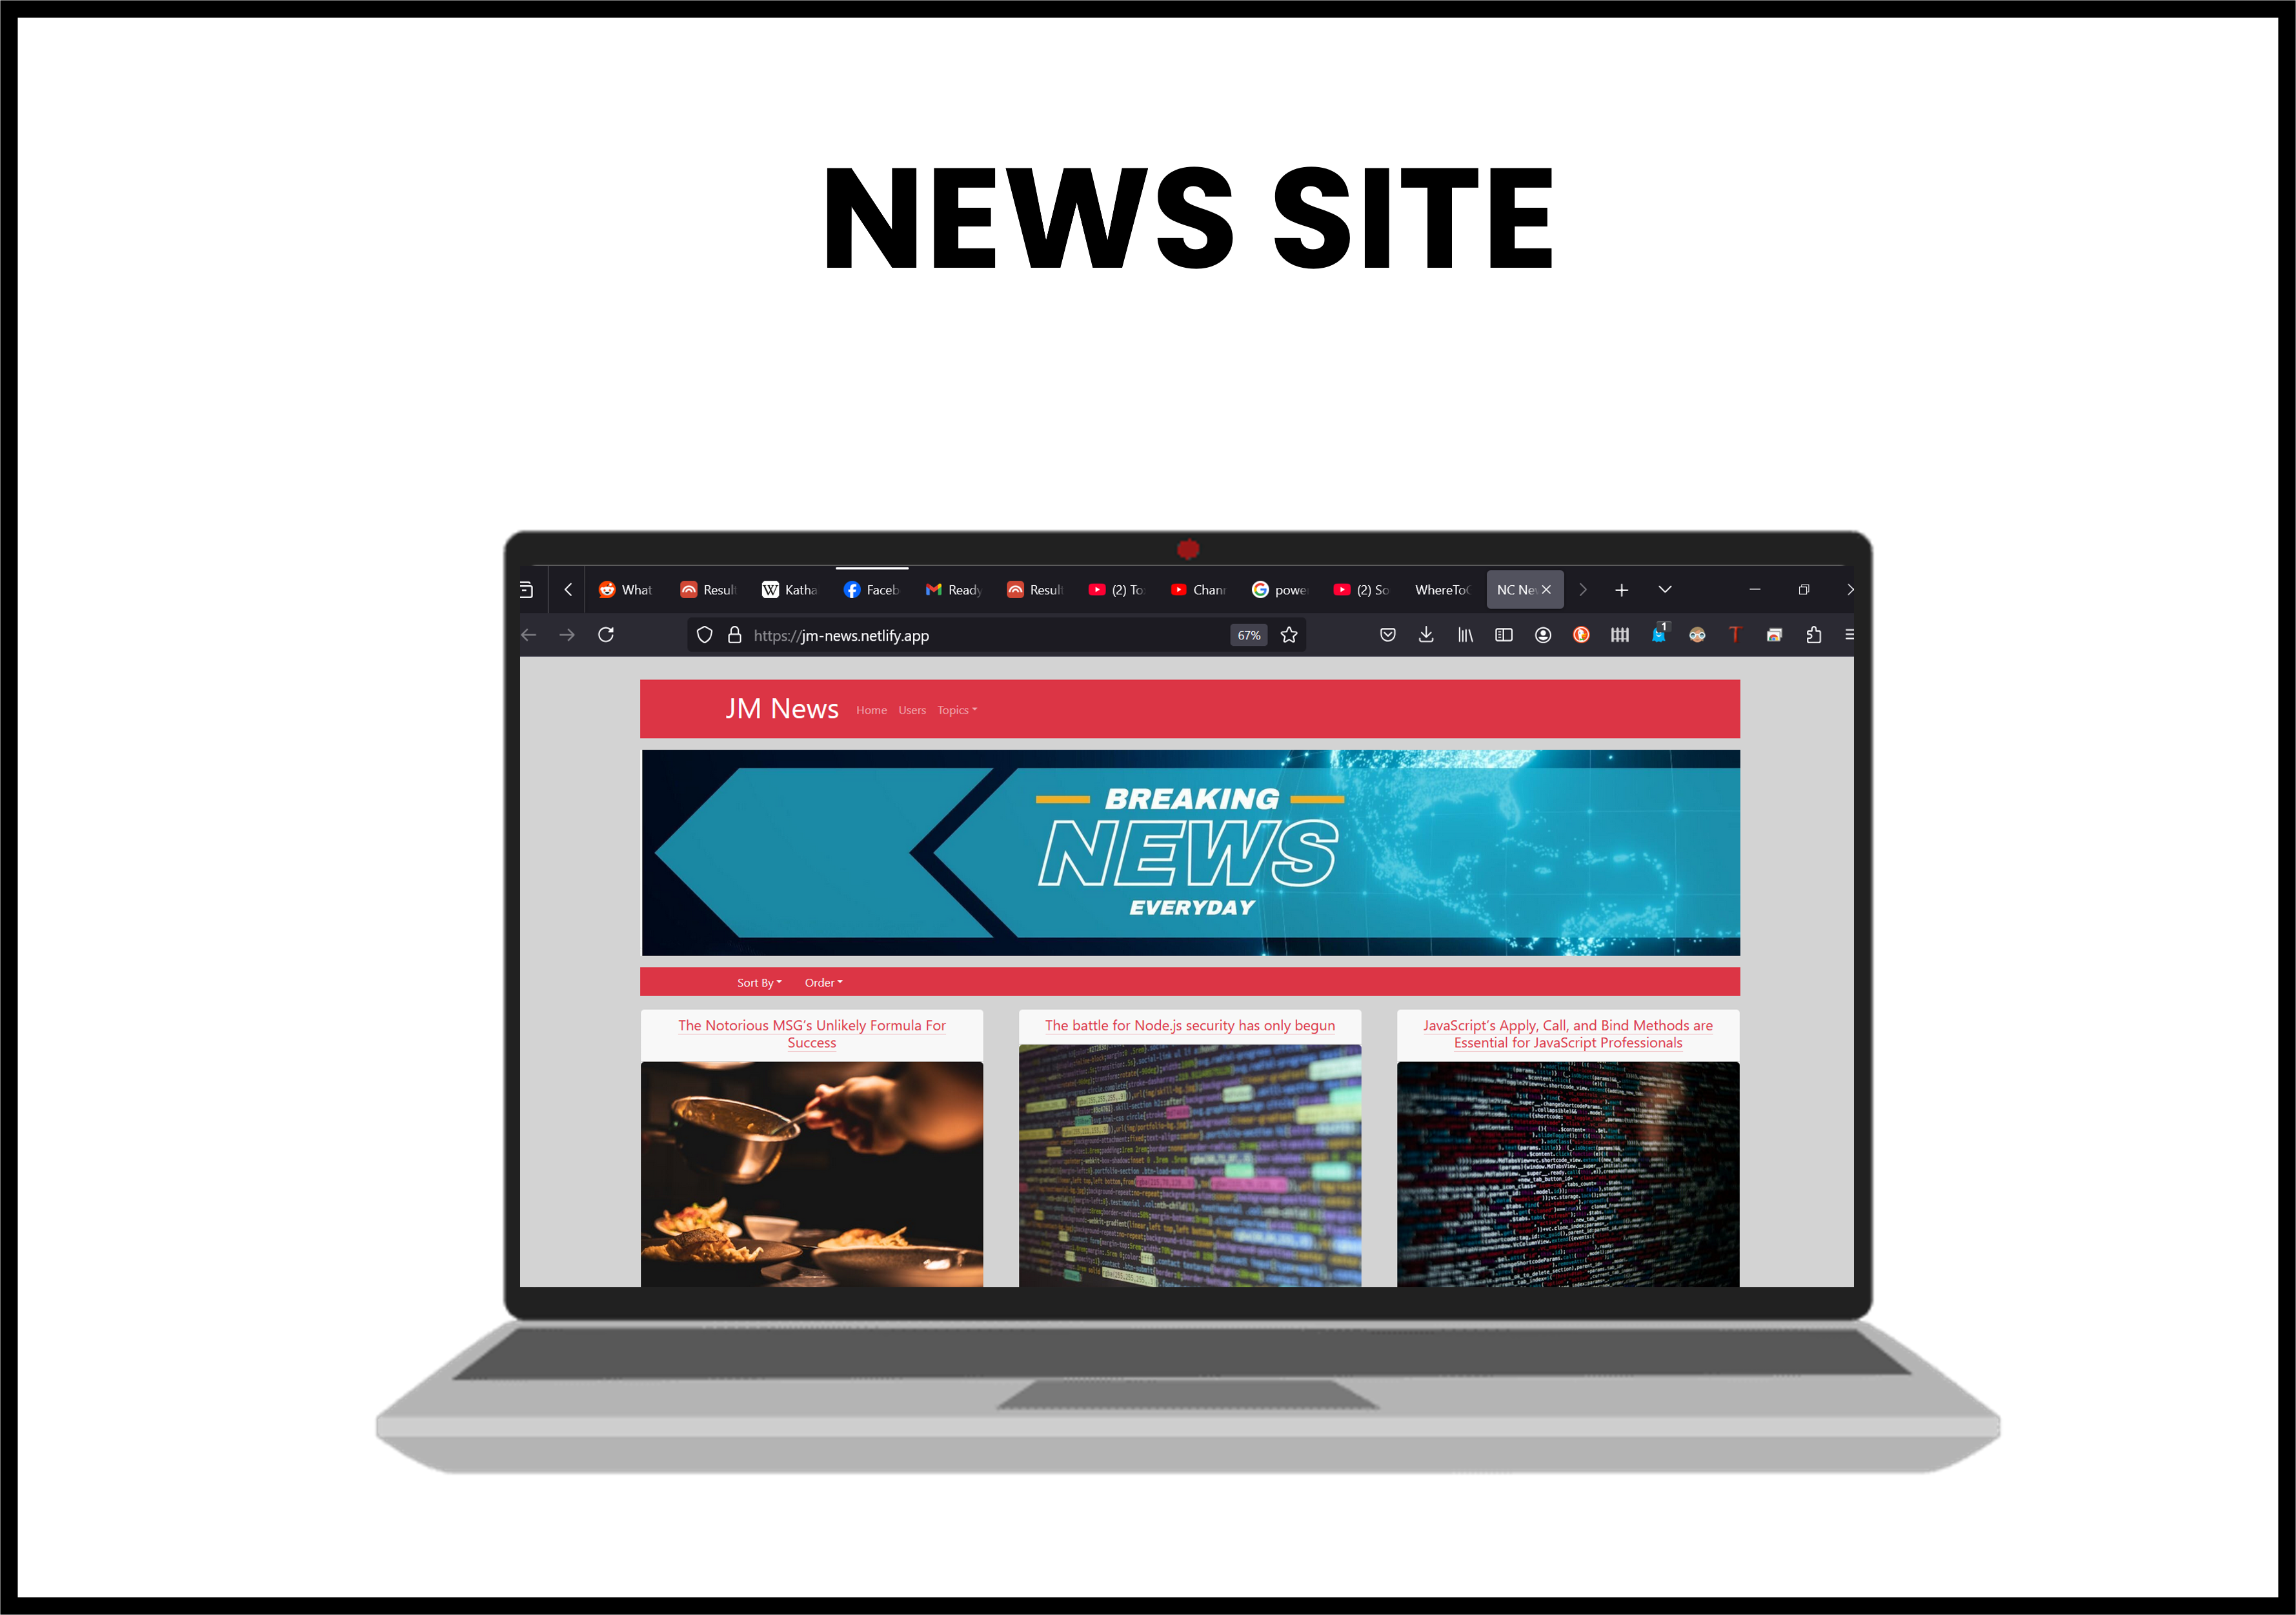 NEWS SITE
What
Result
Katha
Faceb
Ready
Result
(2) To
Chann
powe
(2) So
WhereToG
NC Ne
https://jm-news.netlify.app
67%
1
JM News
Home
Users
Topics
BREAKING
NEWS
EVERYDAY
Sort By
Order
The Notorious MSG's Unlikely Formula For
Success
The battle for Node.js security has only begun
JavaScript's Apply, Call, and Bind Methods are
Essential for JavaScript Professionals